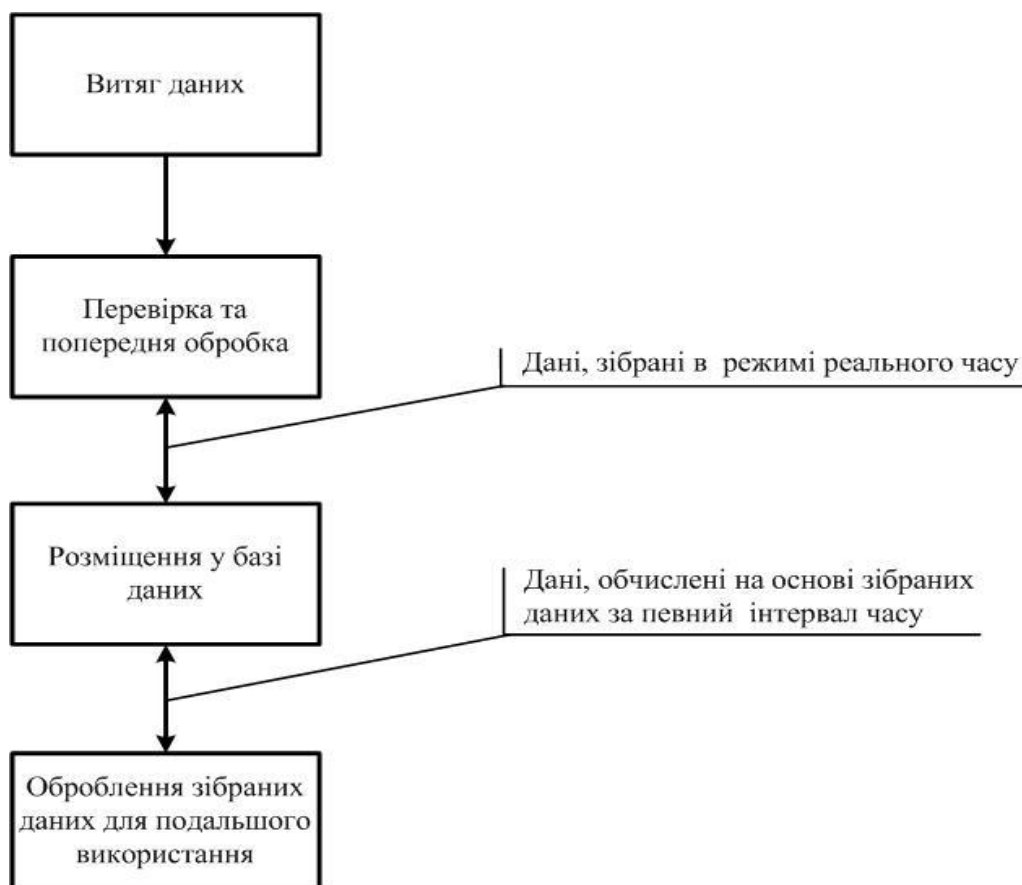 Витяг даних
Перевірка та
попередня обробка
Дані, зібрані в режимі реального часу
Розміщення у базі
даних
Дані, обчислені на основі зібраних
даних за певний інтервал часу
Оброблення зібраних
даних для подальшого
використання